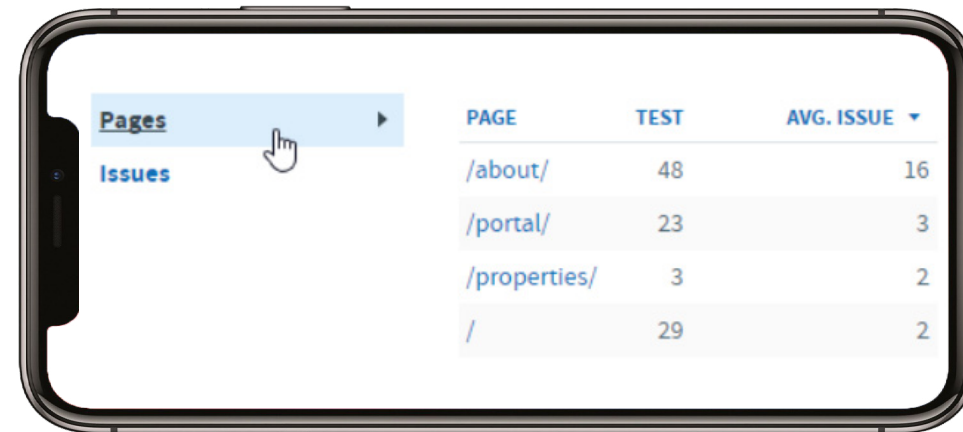 Pages
Issues
PAGE TEST AVG. ISSUE
/about/ 48 16
/portal/ 23 3
/properties/ 3 2
/ 29 2